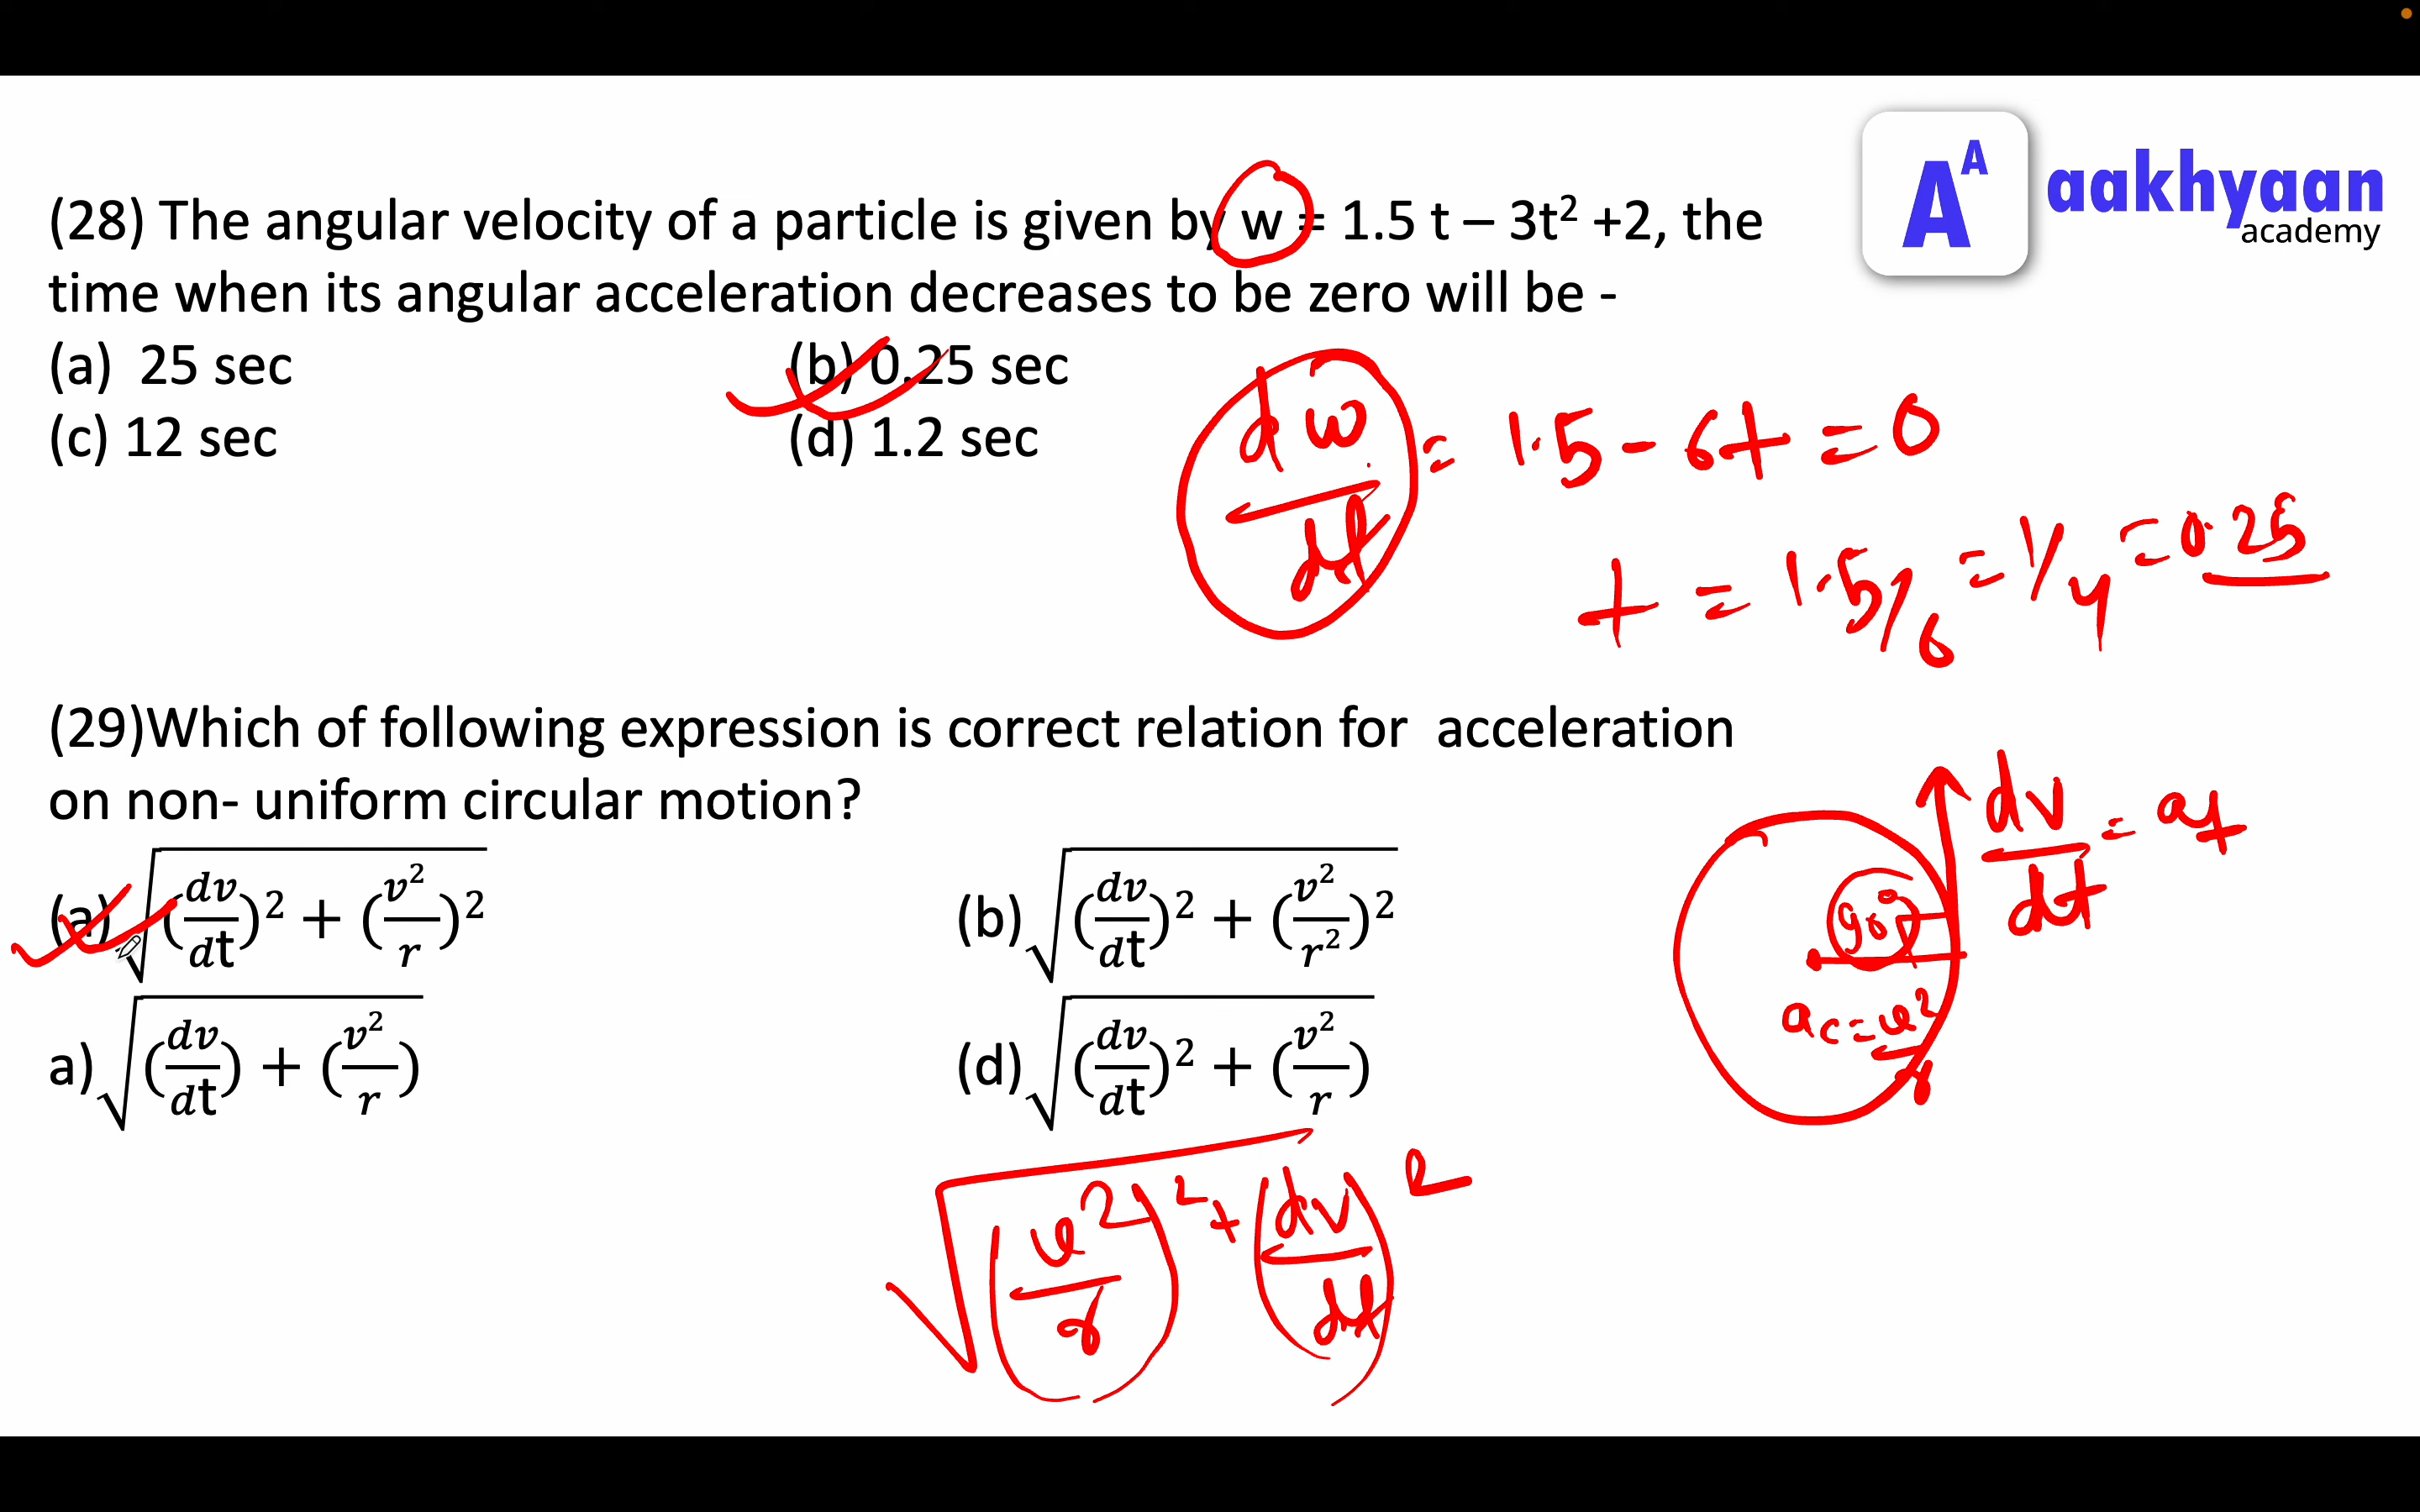 A^A aakhyaan
academy
(28) The angular velocity of a particle is given by w = 1.5 t – 3t² +2, the
time when its angular acceleration decreases to be zero will be -
(a) 25 sec (b) 0.25 sec
(c) 12 sec (d) 1.2 sec
dω/dt = 1.5 - 6t = 0
t = 1.5/6 = 1/4 = 0.25
(29)Which of following expression is correct relation for acceleration
on non- uniform circular motion?
(a) √((dv/dt)² + (v²/r)²) (b) √((dv/dt)² + (v²/r²)²)
a) √((dv/dt) + (v²/r)) (d) √((dv/dt)² + (v²/r))
dv/dt = at
90°
ac = v²/r
√((v²/r)² + (dv/dt)²)